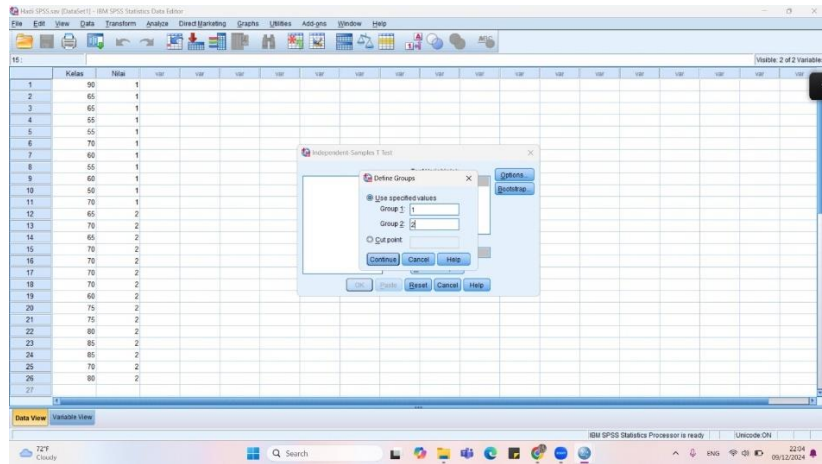 Hasil SPSS.sav [DataSet1] - IBM SPSS Statistics Data Editor
File Edit View Data Transform Analyze Direct Marketing Graphs Utilities Add-ons Window Help
15 :
Visible: 2 of 2 Variables
Kelas Nilai var var var var var var var var var var var var var var var
1 90 1
2 65 1
3 65 1
4 55 1
5 55 1
6 70 1
7 60 1
8 55 1
9 60 1
10 50 1
11 70 1
12 65 2
13 70 2
14 65 2
15 70 2
16 70 2
17 70 2
18 70 2
19 60 2
20 75 2
21 75 2
22 80 2
23 85 2
24 85 2
25 70 2
26 80 2
27
Independent-Samples T Test
Options...
Bootstrap...
Define Groups
Use specified values
Group 1: 1
Group 2: 2
Cut point:
Continue Cancel Help
OK Paste Reset Cancel Help
Data View Variable View
IBM SPSS Statistics Processor is ready Unicode:ON
72°F
Cloudy
Search
ENG
22:04
09/12/2024